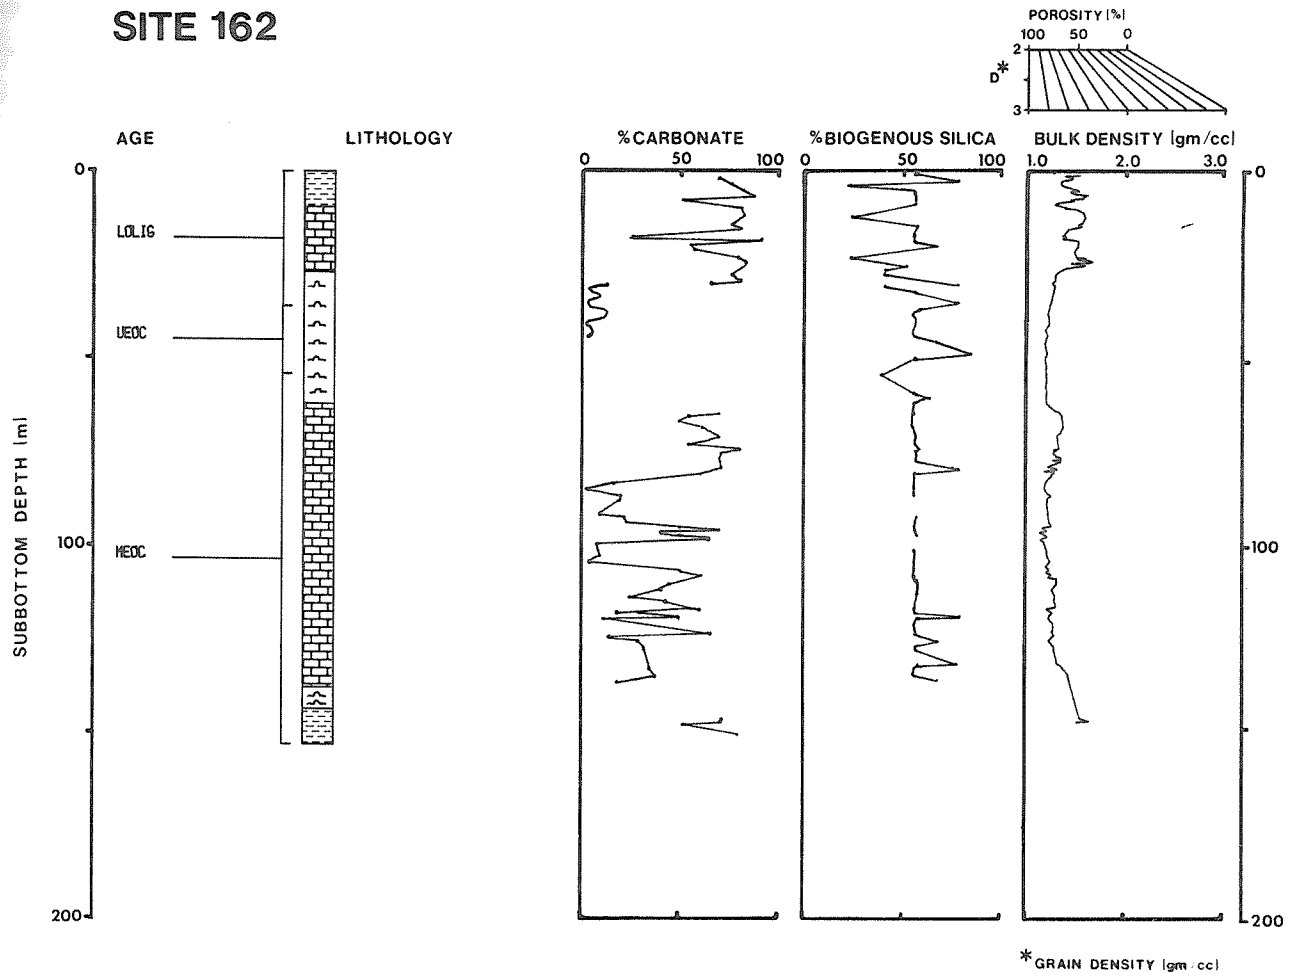 SITE 162
POROSITY (%)
100 50 0
2
D*
3
AGE LITHOLOGY %CARBONATE %BIOGENOUS SILICA BULK DENSITY (gm/cc)
0 50 100 0 50 100 1.0 2.0 3.0
0 0
LOLIG
UEOC
SUBBOTTOM DEPTH (m)
100 100
MEOC
200 200
*GRAIN DENSITY (gm/cc)